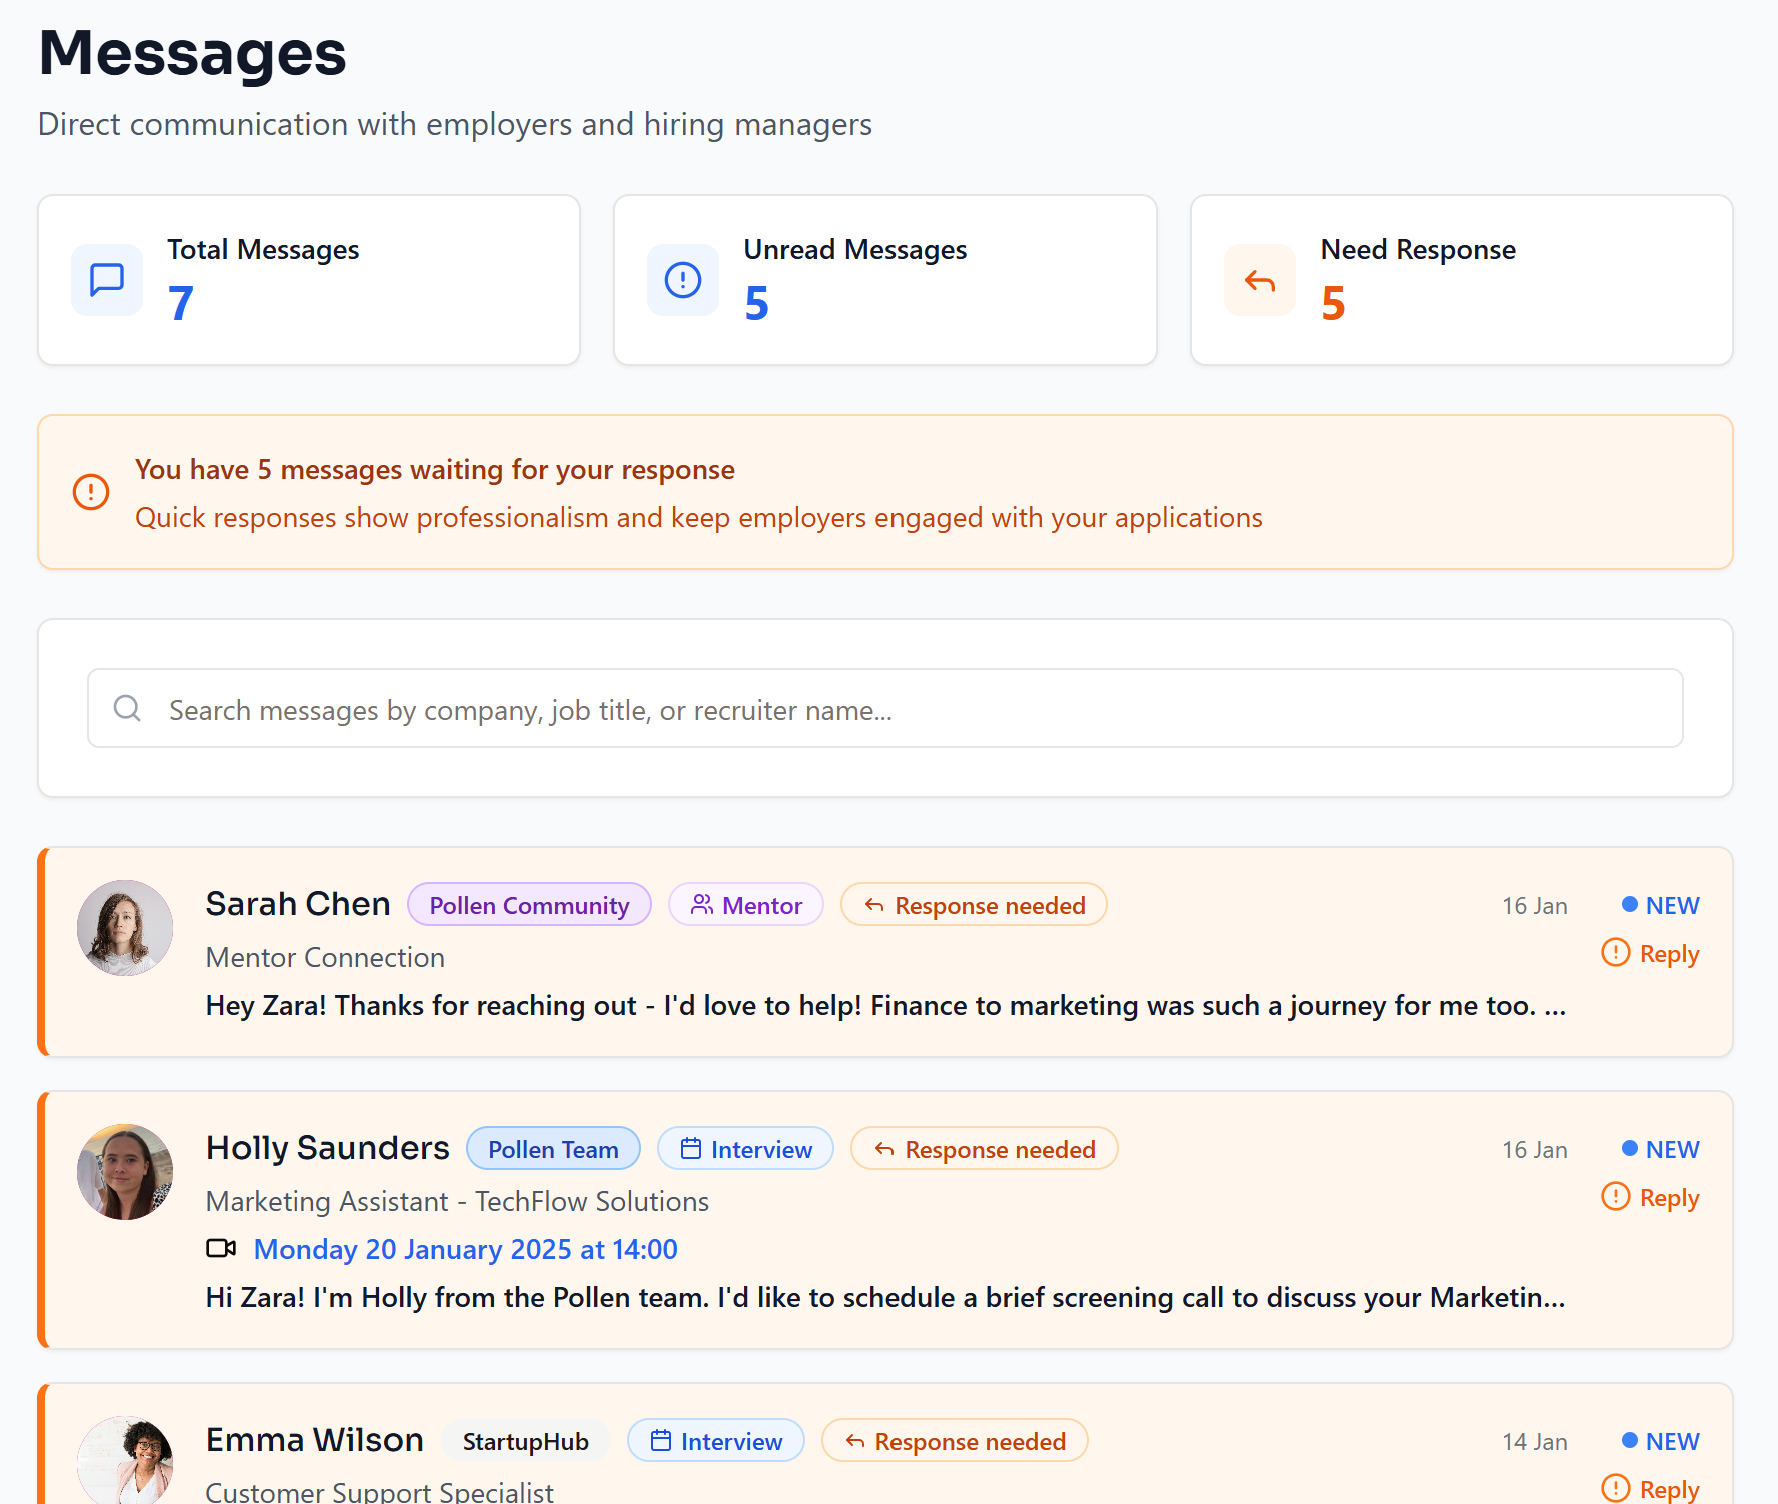 Messages
Direct communication with employers and hiring managers
Total Messages
7
Unread Messages
5
Need Response
5
You have 5 messages waiting for your response
Quick responses show professionalism and keep employers engaged with your applications
Search messages by company, job title, or recruiter name...
Sarah Chen Pollen Community Mentor Response needed 16 Jan NEW
Mentor Connection Reply
Hey Zara! Thanks for reaching out - I'd love to help! Finance to marketing was such a journey for me too. ...
Holly Saunders Pollen Team Interview Response needed 16 Jan NEW
Marketing Assistant - TechFlow Solutions Reply
Monday 20 January 2025 at 14:00
Hi Zara! I'm Holly from the Pollen team. I'd like to schedule a brief screening call to discuss your Marketin...
Emma Wilson StartupHub Interview Response needed 14 Jan NEW
Customer Support Specialist Reply